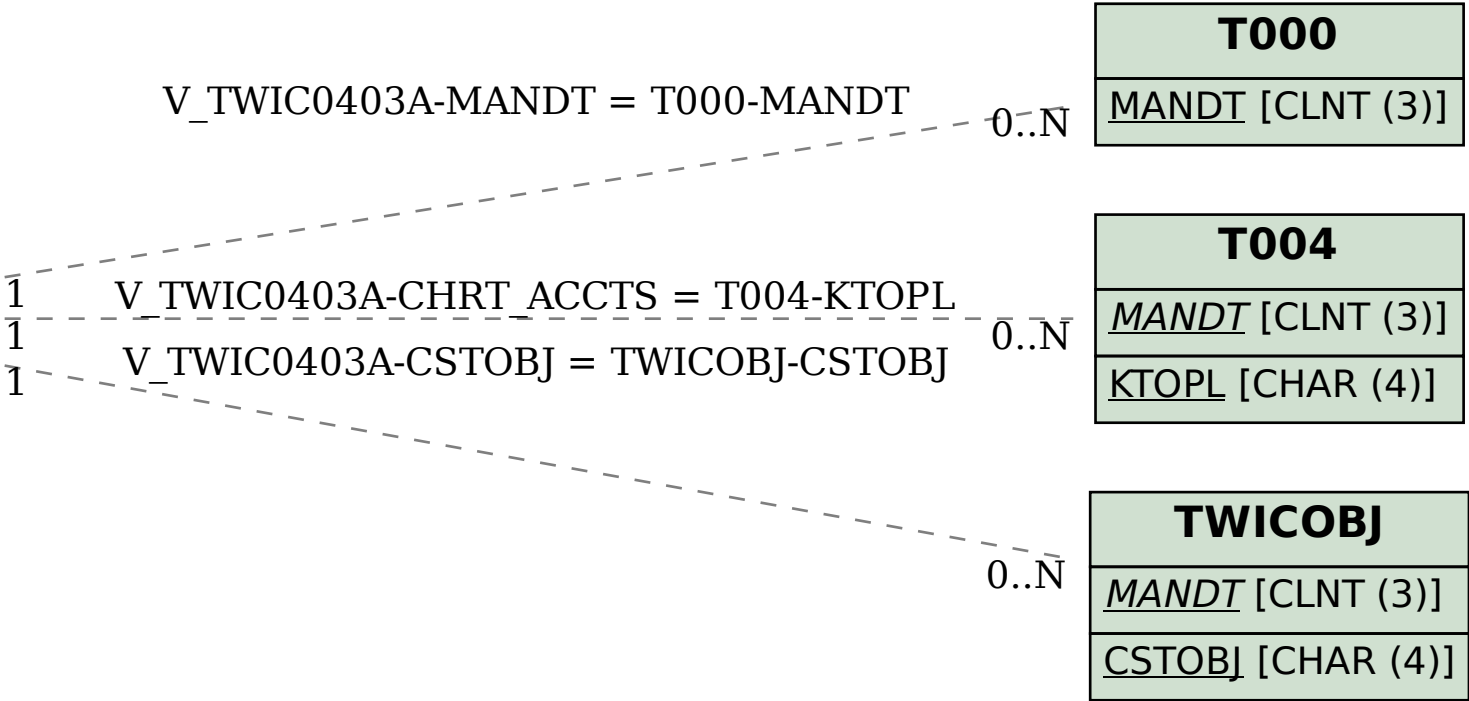 T000
V_TWIC0403A-MANDT = T000-MANDT
0..N
MANDT [CLNT (3)]
T004
1
V_TWIC0403A-CHRT_ACCTS = T004-KTOPL
MANDT [CLNT (3)]
1
0..N
1
V_TWIC0403A-CSTOBJ = TWICOBJ-CSTOBJ
KTOPL [CHAR (4)]
TWICOBJ
0..N
MANDT [CLNT (3)]
CSTOBJ [CHAR (4)]